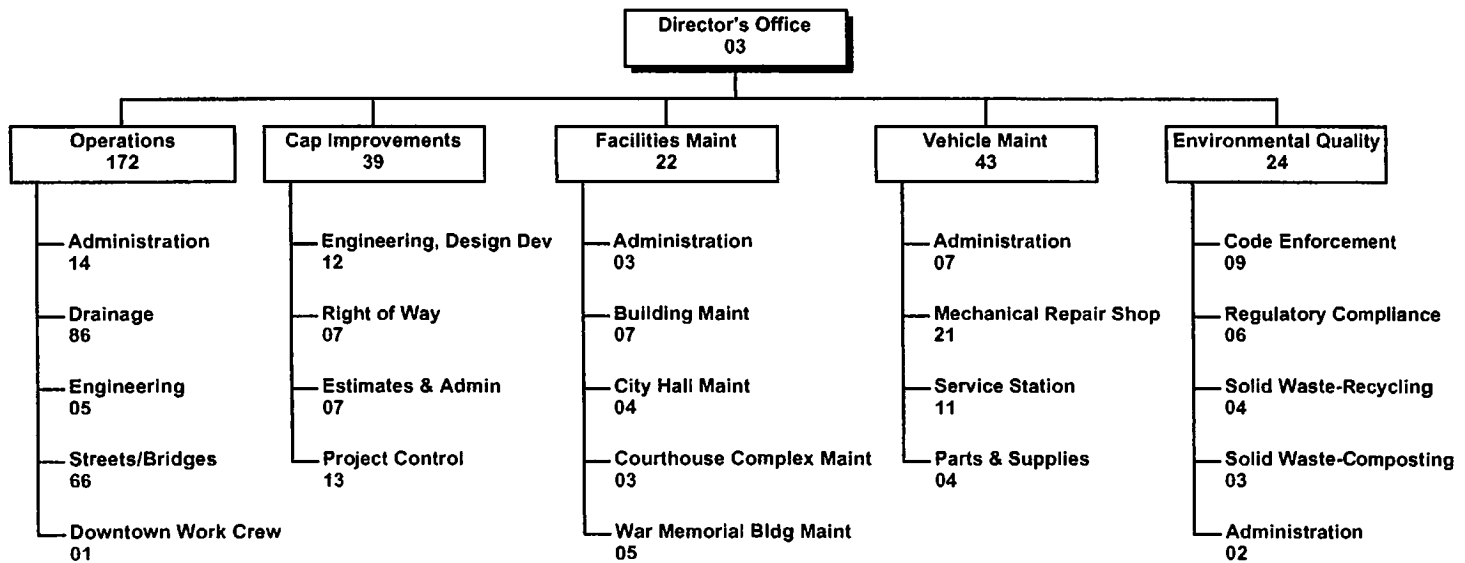 Director's Office
03
Operations
172
Cap Improvements
39
Facilities Maint
22
Vehicle Maint
43
Environmental Quality
24
Administration
14
Drainage
86
Engineering
05
Streets/Bridges
66
Downtown Work Crew
01
Engineering, Design Dev
12
Right of Way
07
Estimates & Admin
07
Project Control
13
Administration
03
Building Maint
07
City Hall Maint
04
Courthouse Complex Maint
03
War Memorial Bldg Maint
05
Administration
07
Mechanical Repair Shop
21
Service Station
11
Parts & Supplies
04
Code Enforcement
09
Regulatory Compliance
06
Solid Waste-Recycling
04
Solid Waste-Composting
03
Administration
02